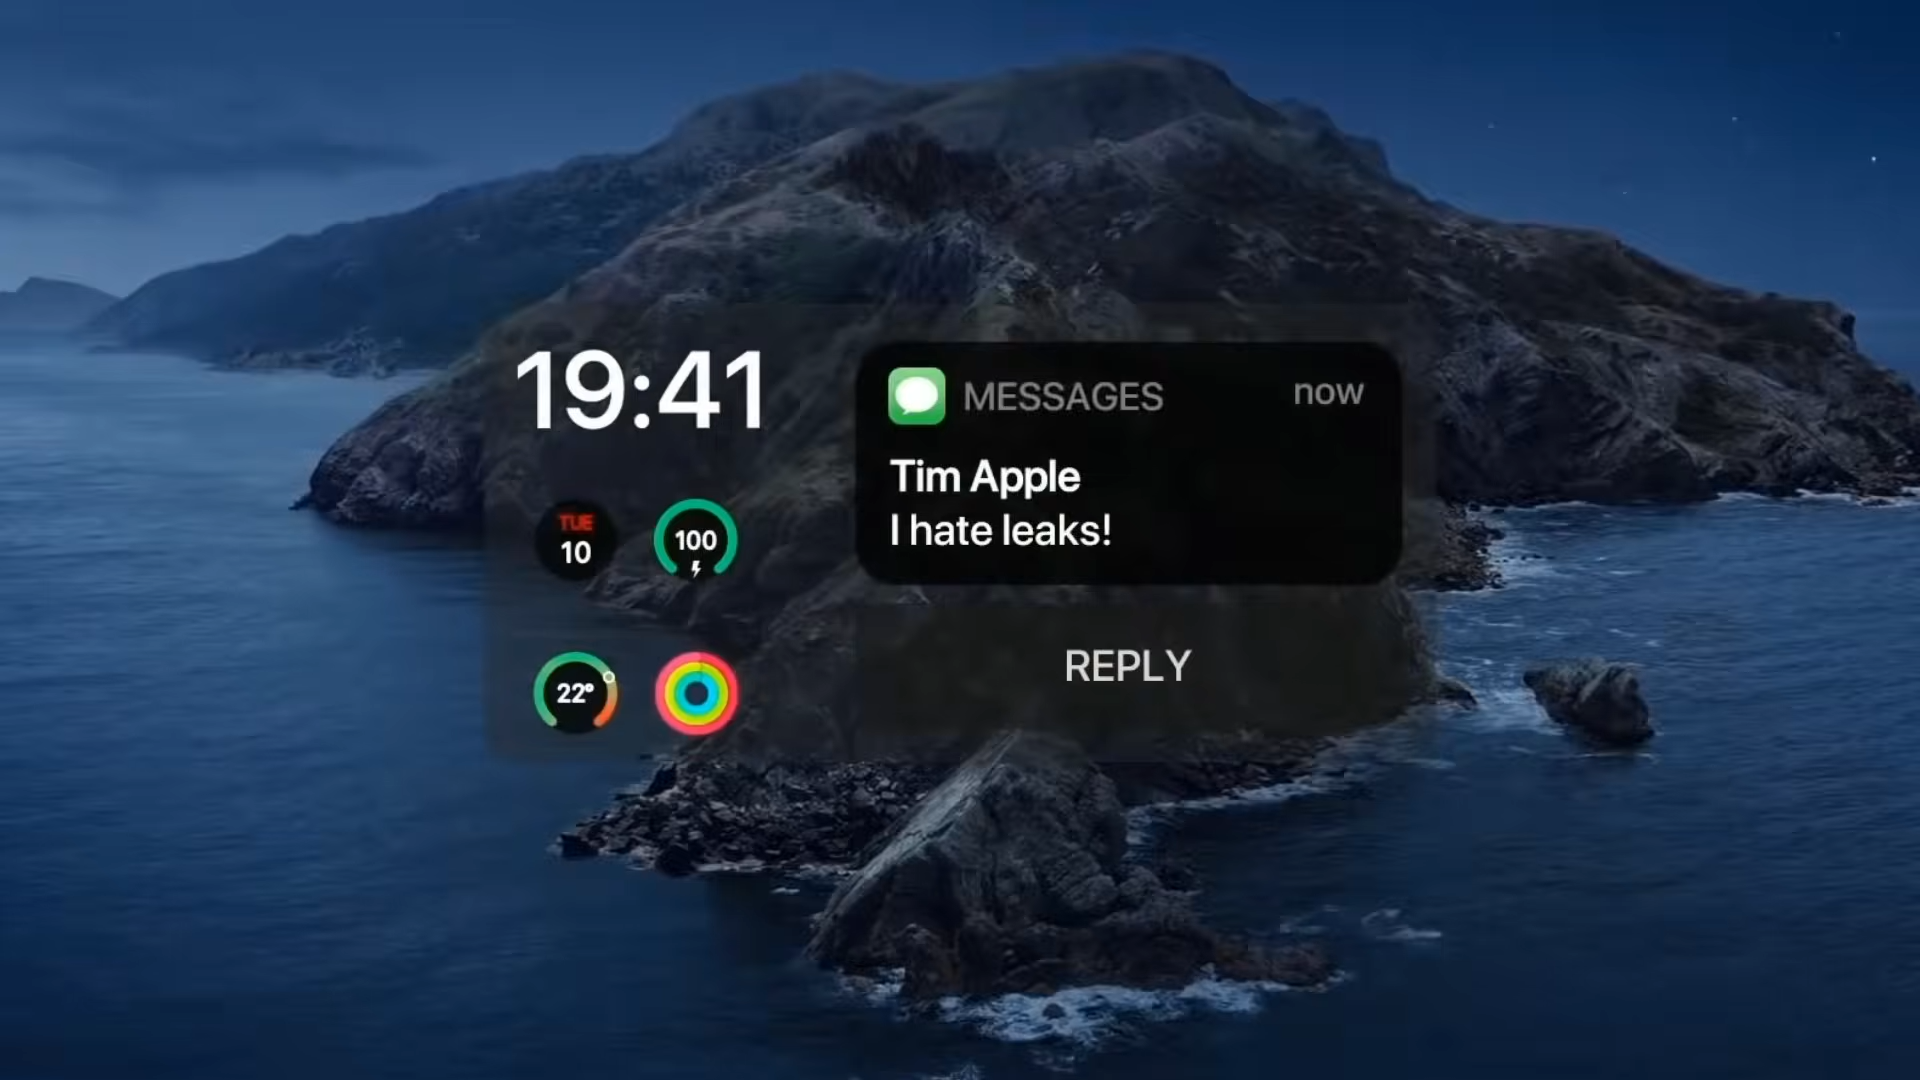 19:41
TUE
10
100
22°
MESSAGES
now
Tim Apple
I hate leaks!
REPLY